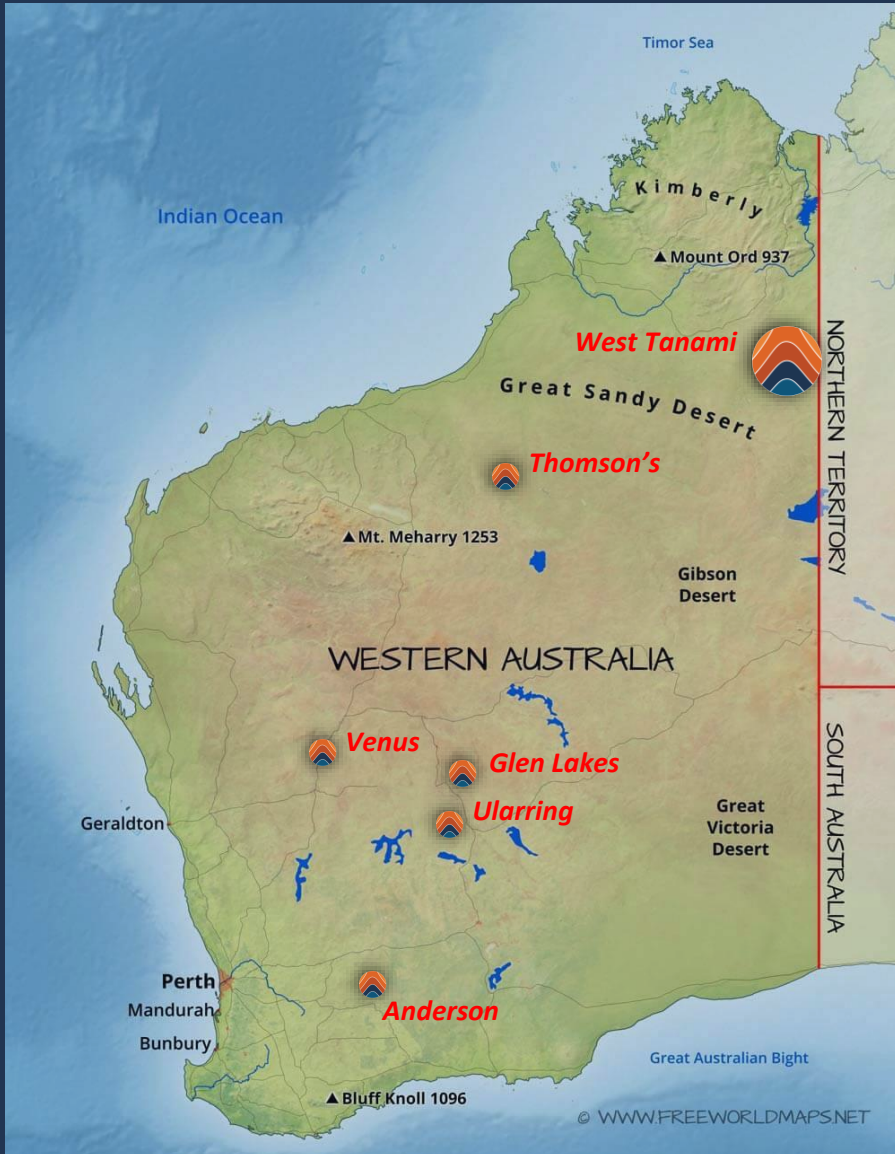 Timor Sea
Indian Ocean
Kimberly
Mount Ord 937
West Tanami
NORTHERN TERRITORY
Great Sandy Desert
Thomson’s
Mt. Meharry 1253
Gibson
Desert
WESTERN AUSTRALIA
Venus
Glen Lakes
SOUTH AUSTRALIA
Ularring
Geraldton
Great
Victoria
Desert
Perth
Mandurah
Anderson
Bunbury
Great Australian Bight
Bluff Knoll 1096
© WWW.FREEWORLDMAPS.NET